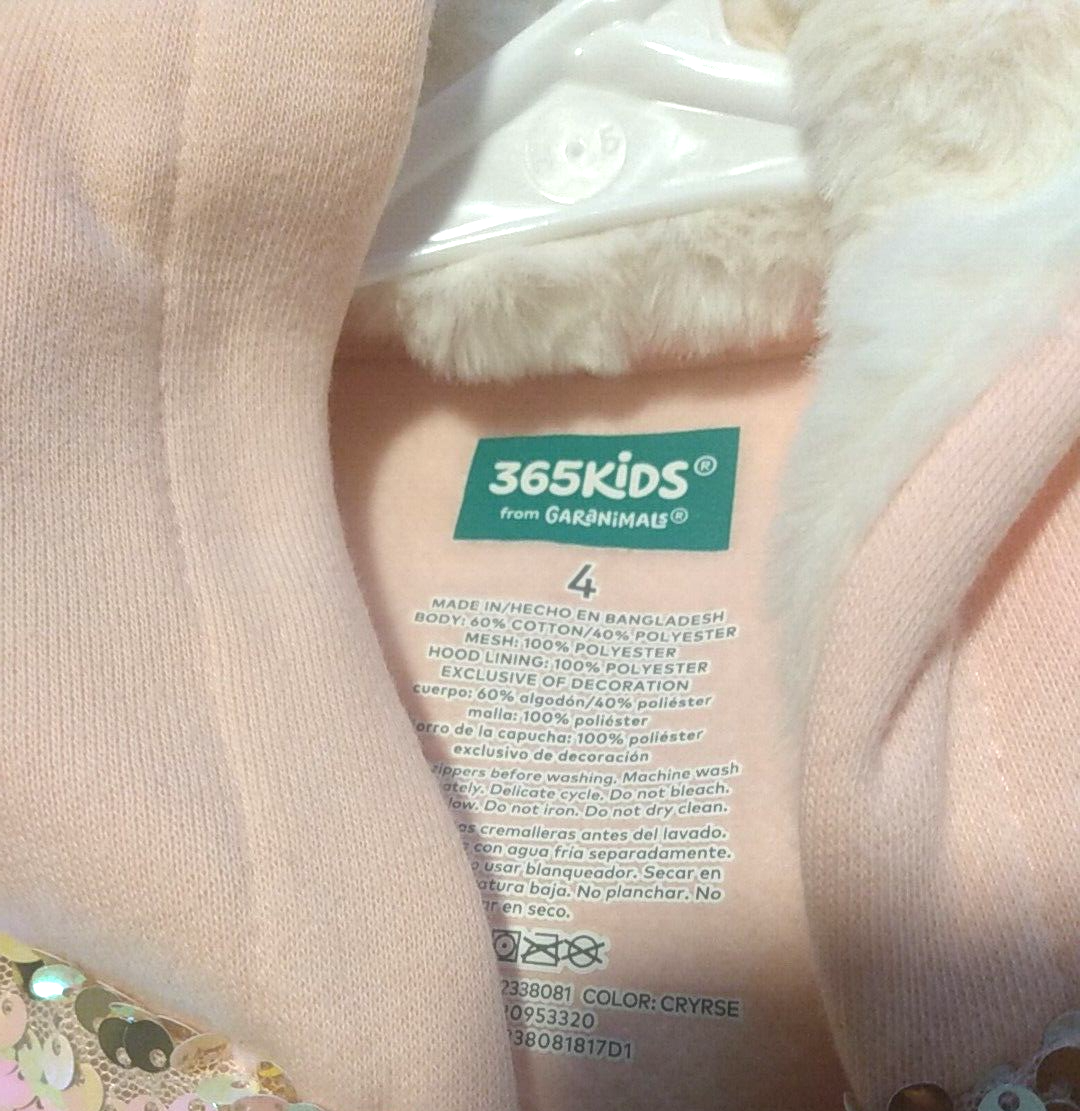 365KiDS®
from GARaNiMALS®
4
MADE IN/HECHO EN BANGLADESH
BODY: 60% COTTON/40% POLYESTER
MESH: 100% POLYESTER
HOOD LINING: 100% POLYESTER
EXCLUSIVE OF DECORATION
cuerpo: 60% algodón/40% poliéster
malla: 100% poliéster
orro de la capucha: 100% poliéster
exclusivo de decoración
zippers before washing. Machine wash
ately. Delicate cycle. Do not bleach.
low. Do not iron. Do not dry clean.
as cremalleras antes del lavado.
con agua fría separadamente.
usar blanqueador. Secar en
atura baja. No planchar. No
ar en seco.
2338081 COLOR: CRYRSE
0953320
38081817D1